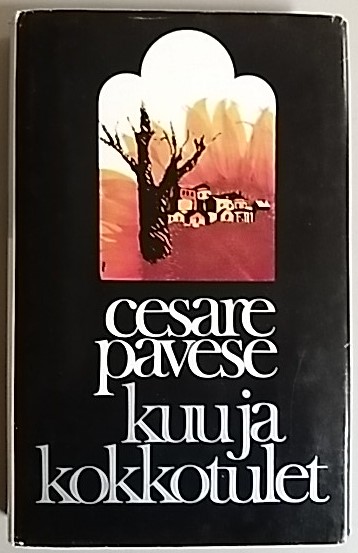 cesare
pavese
kuu ja
kokkotulet